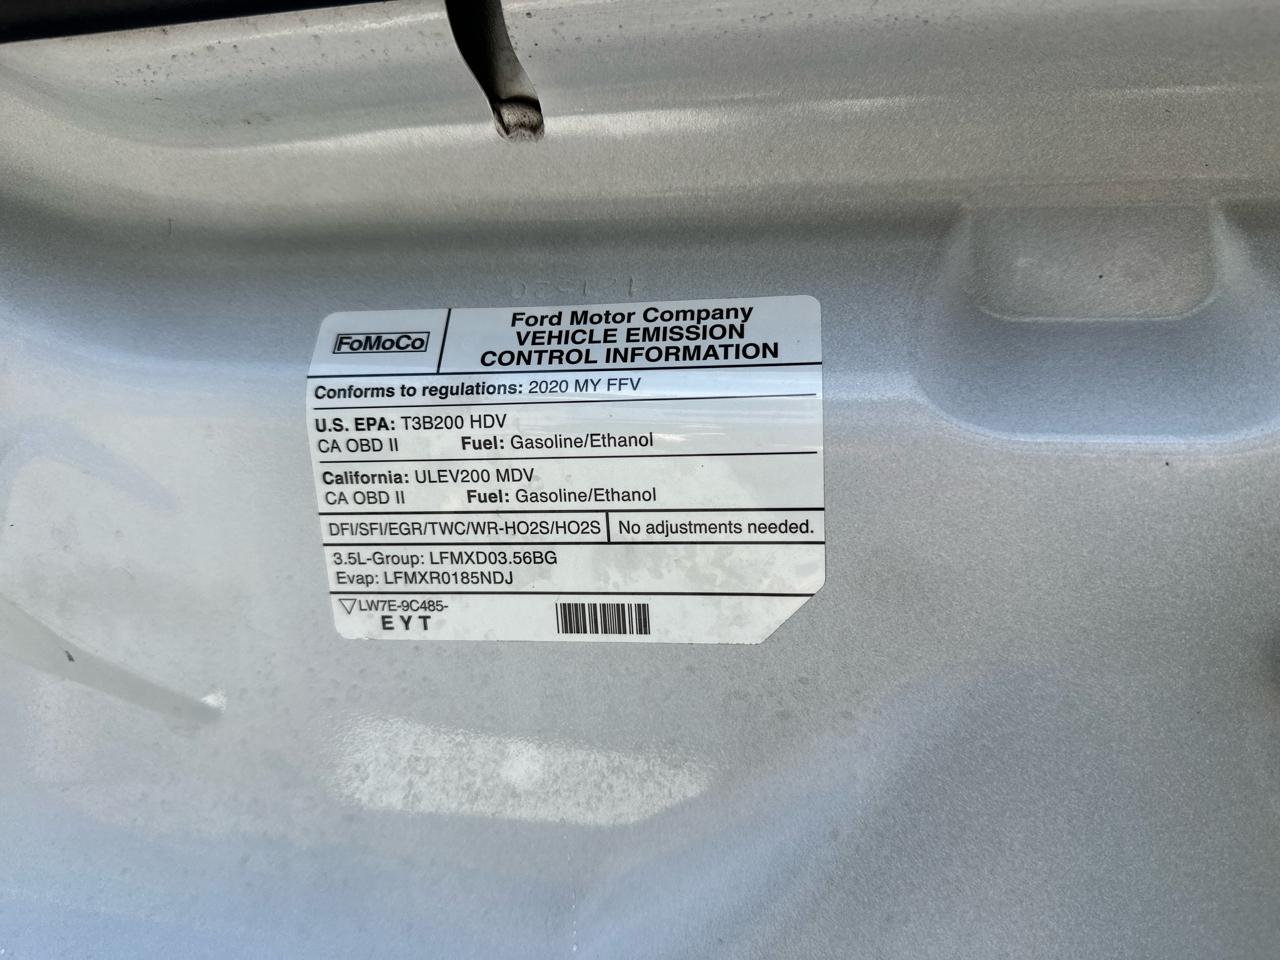 FoMoCo
Ford Motor Company
VEHICLE EMISSION
CONTROL INFORMATION
Conforms to regulations: 2020 MY FFV
U.S. EPA: T3B200 HDV
CA OBD II Fuel: Gasoline/Ethanol
California: ULEV200 MDV
CA OBD II Fuel: Gasoline/Ethanol
DFI/SFI/EGR/TWC/WR-HO2S/HO2S No adjustments needed.
3.5L-Group: LFMXD03.56BG
Evap: LFMXR0185NDJ
LW7E-9C485-
EYT